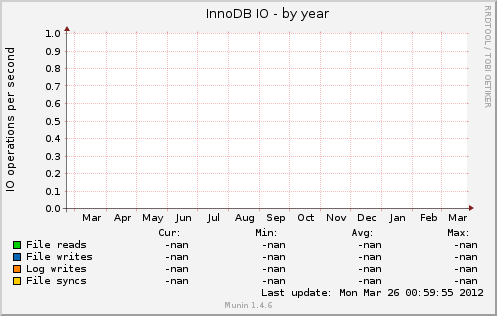 InnoDB IO - by year
RRDTOOL / TOBI OETIKER
IO operations per second
1.0
0.9
0.8
0.7
0.6
0.5
0.4
0.3
0.2
0.1
0.0
Mar Apr May Jun Jul Aug Sep Oct Nov Dec Jan Feb Mar
Cur: Min: Avg: Max:
File reads -nan -nan -nan -nan
File writes -nan -nan -nan -nan
Log writes -nan -nan -nan -nan
File syncs -nan -nan -nan -nan
Last update: Mon Mar 26 00:59:55 2012
Munin 1.4.6